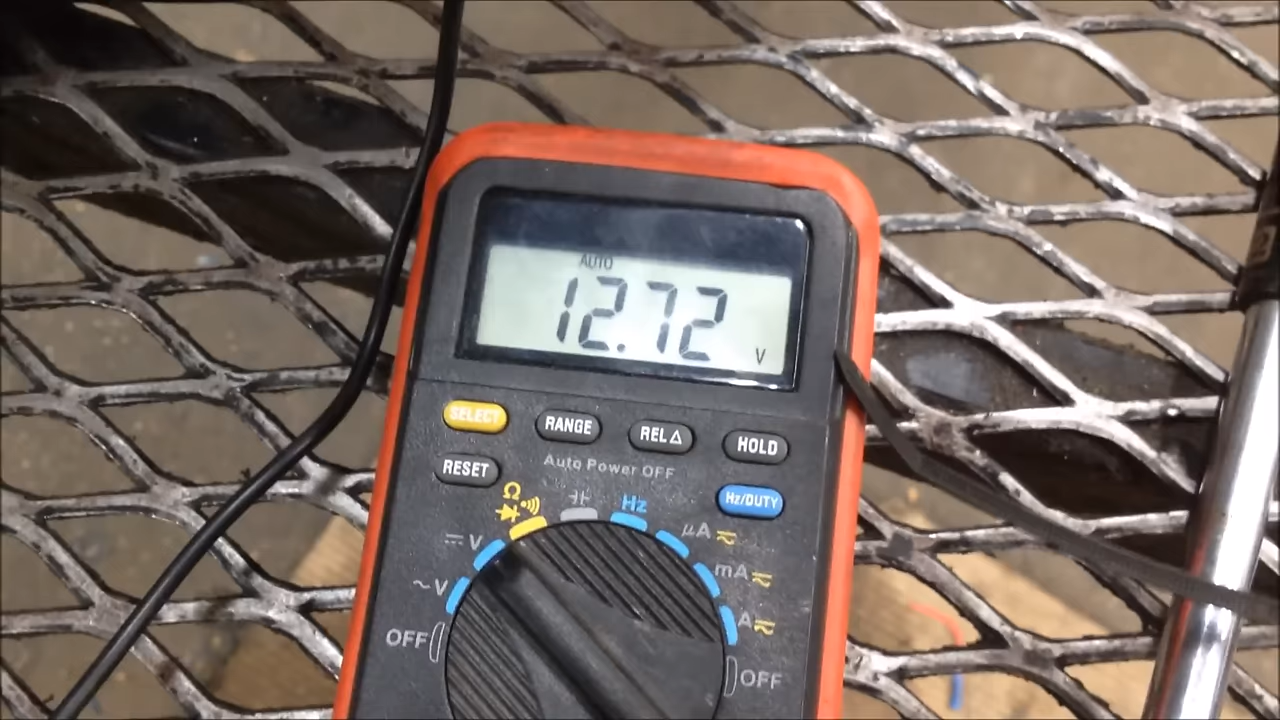 AUTO
12.72 V
SELECT RANGE REL△ HOLD
RESET Auto Power OFF
Hz/DUTY
Ω Hz
⎓V μA
~V mA
OFF A
OFF